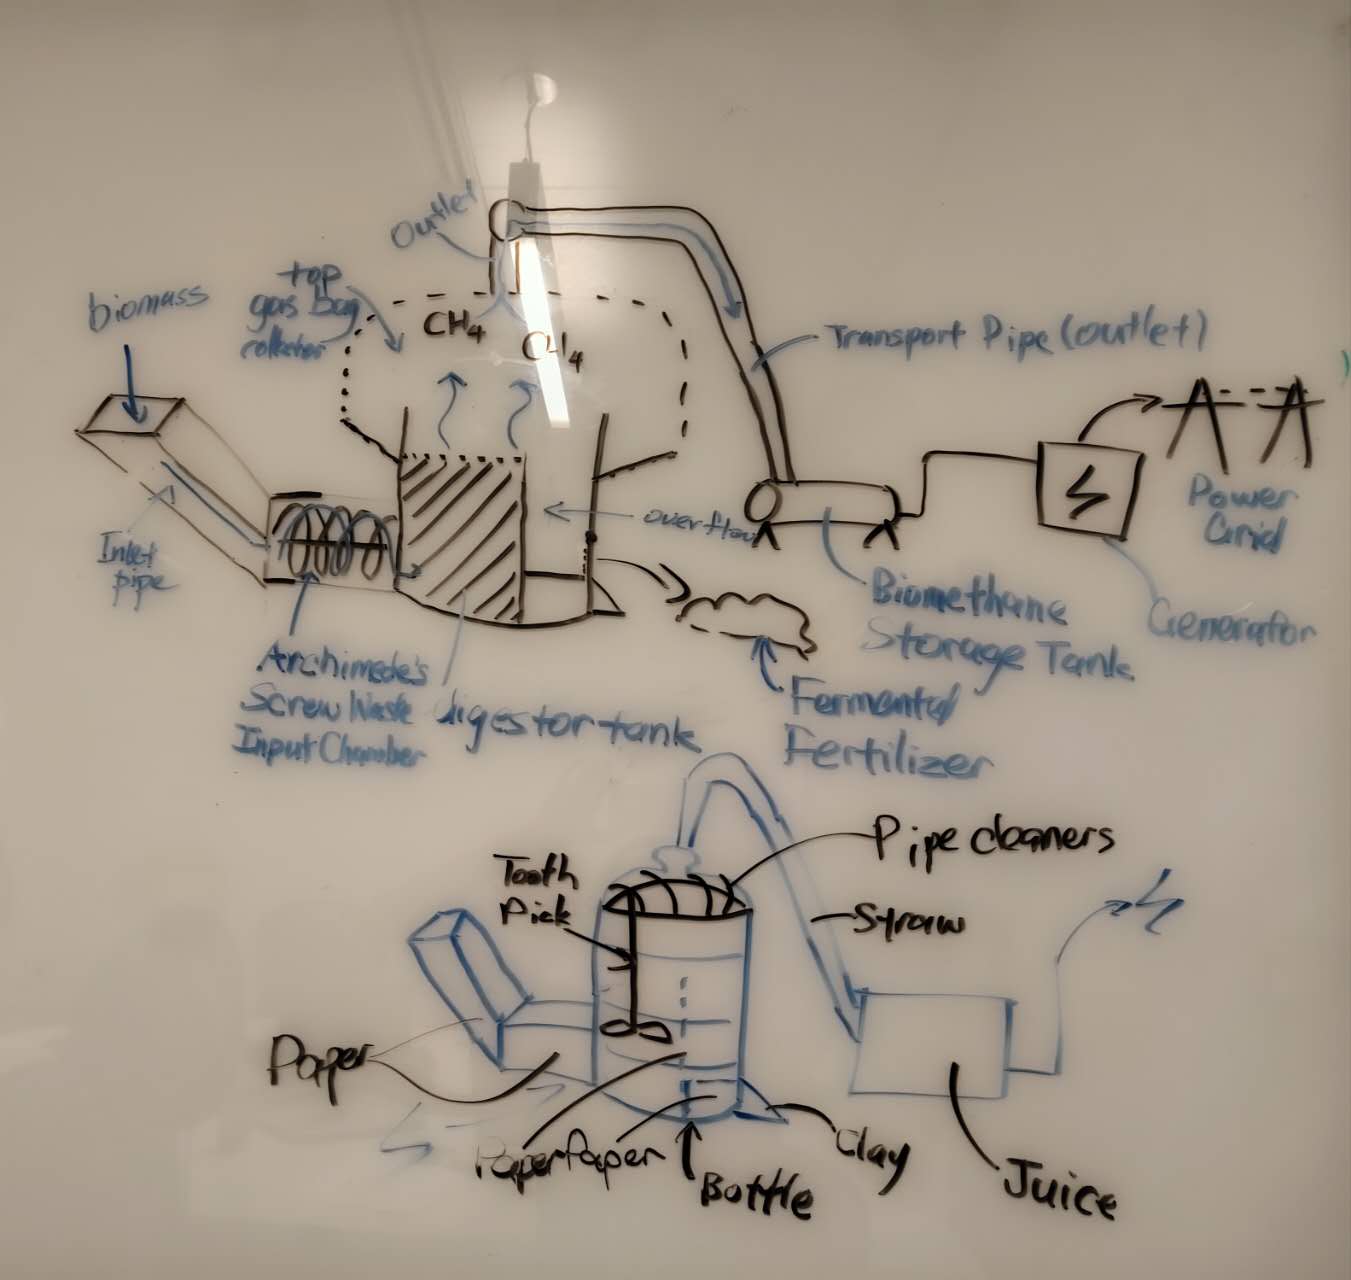 Outlet
top
gas bag
collector
biomass
CH4
CH4
Transport Pipe (outlet)
Inlet
pipe
overflow
Power
Grid
Biomethane
Storage Tank
Generator
Archimede's
Screw Waste
Input Chamber
digestor tank
Fermented
Fertilizer
Pipe cleaners
Tooth
Pick
Straw
Paper
Paper
Paper
Clay
Bottle
Juice